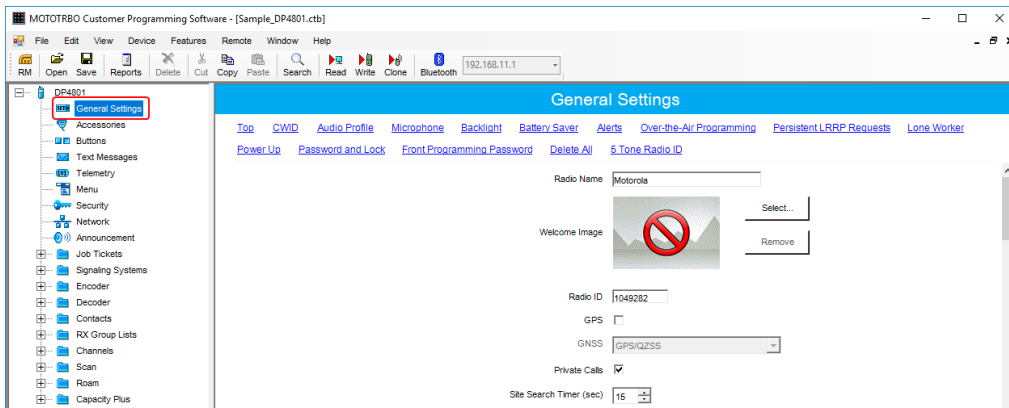 MOTOTRBO Customer Programming Software - [Sample_DP4801.ctb]
File Edit View Device Features Remote Window Help
RM Open Save Reports Delete Cut Copy Paste Search Read Write Clone Bluetooth 192.168.11.1
DP4801
General Settings
Accessories
Buttons
Text Messages
Telemetry
Menu
Security
Network
Announcement
Job Tickets
Signaling Systems
Encoder
Decoder
Contacts
RX Group Lists
Channels
Scan
Roam
Capacity Plus
General Settings
Top CWID Audio Profile Microphone Backlight Battery Saver Alerts Over-the-Air Programming Persistent LRRP Requests Lone Worker
Power Up Password and Lock Front Programming Password Delete All 5 Tone Radio ID
Radio Name Motorola
Welcome Image Select...
Remove
Radio ID 1049282
GPS
GNSS GPS/QZSS
Private Calls
Site Search Timer (sec) 15